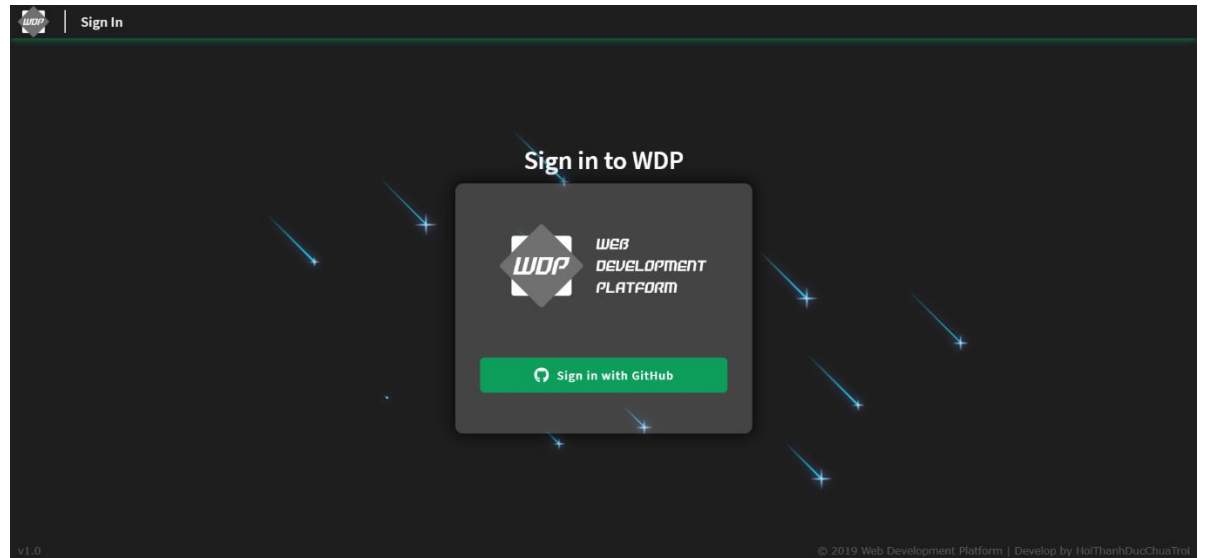 WDP
Sign In
Sign in to WDP
WDP
WEB
DEVELOPMENT
PLATFORM
Sign in with GitHub
v1.0
© 2019 Web Development Platform | Develop by HoiThanhDucChuaTroi